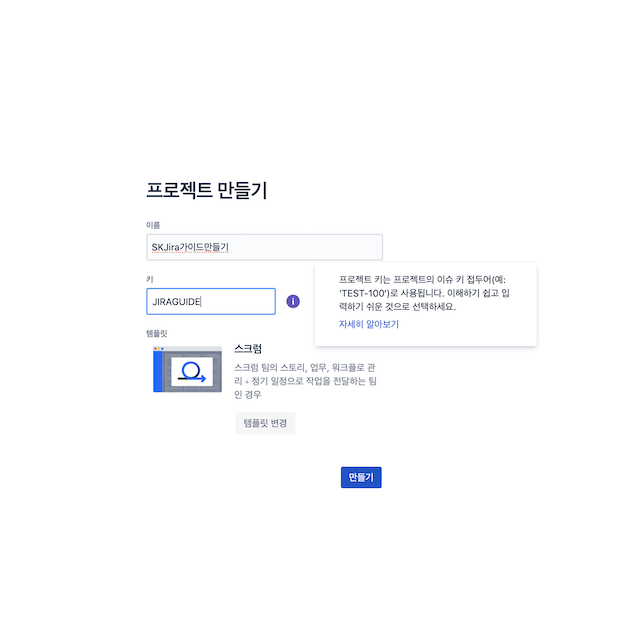 프로젝트 만들기
이름
SKJira가이드만들기
키
JIRAGUIDE
프로젝트 키는 프로젝트의 이슈 키 접두어(예:
'TEST-100')로 사용됩니다. 이해하기 쉽고 입
력하기 쉬운 것으로 선택하세요.
자세히 알아보기
템플릿
스크럼
스크럼 팀의 스토리, 업무, 워크플로 관
리 + 정기 일정으로 작업을 전달하는 팀
인 경우
템플릿 변경
만들기